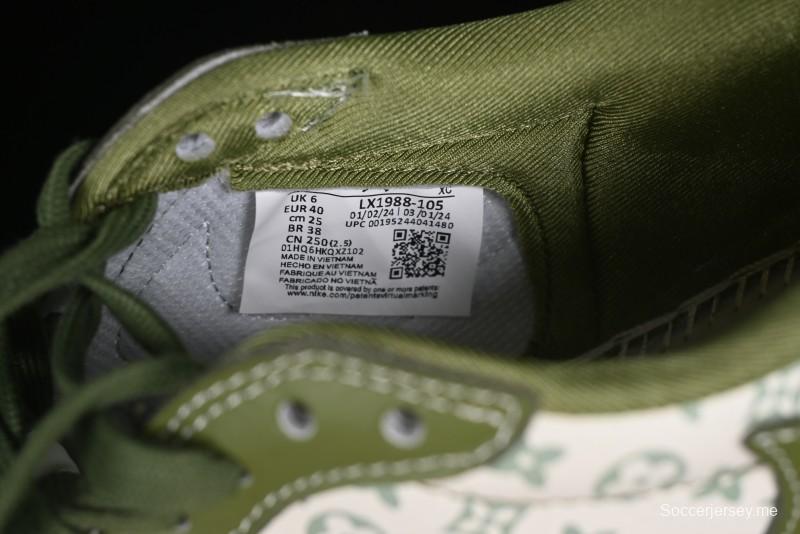 XC
UK 6
EUR 40
cm 25
BR 38
CN 250(2.5)
01HQ6HKQXZ102
MADE IN VIETNAM
HECHO EN VIETNAM
FABRIQUE AU VIETNAM
FABRICADO NO VIETNÃ
This product is covered by one or more patents:
www.nike.com/patentsvirtualmarking
LX1988-105
01/02/24 | 03/01/24
UPC 00195244041480
Soccerjersey.me